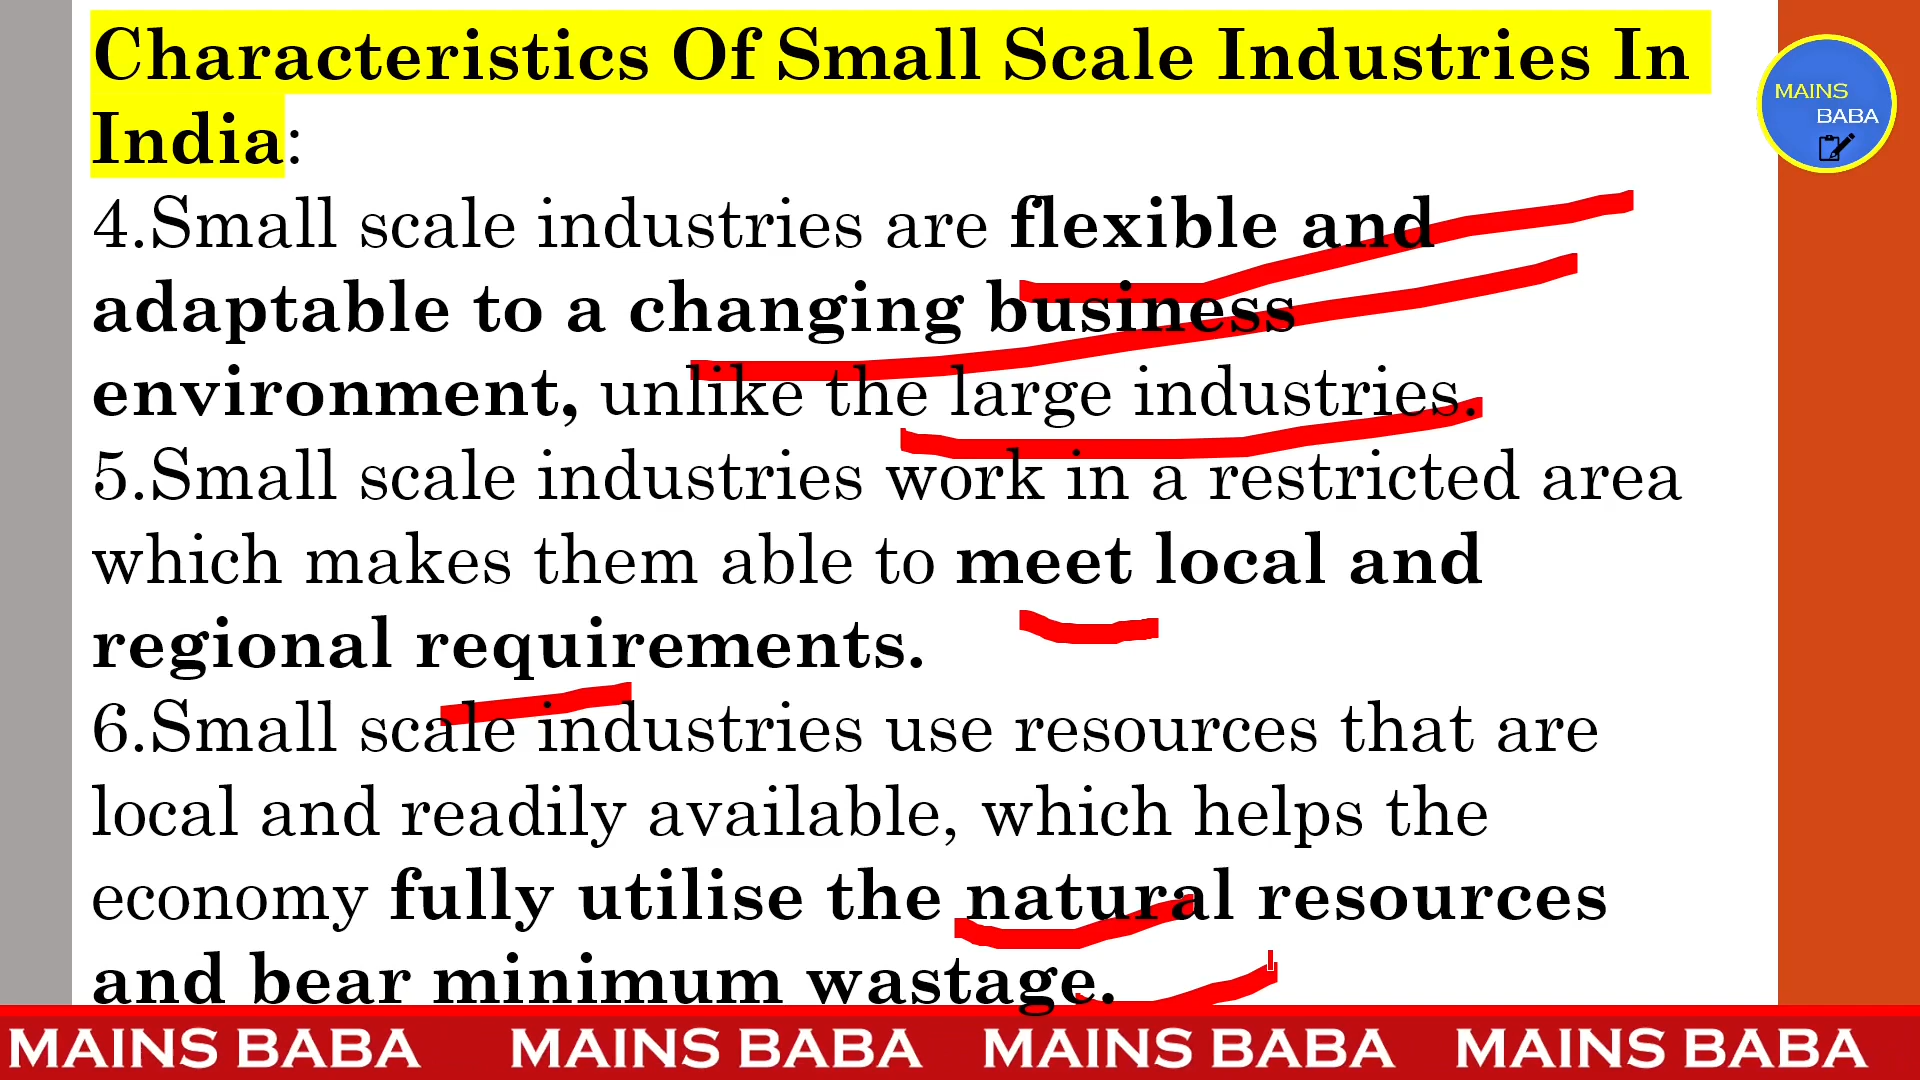 Characteristics Of Small Scale Industries In
India:
4.Small scale industries are flexible and
adaptable to a changing business
environment, unlike the large industries.
5.Small scale industries work in a restricted area
which makes them able to meet local and
regional requirements.
6.Small scale industries use resources that are
local and readily available, which helps the
economy fully utilise the natural resources
and bear minimum wastage.
MAINS
BABA
MAINS BABA MAINS BABA MAINS BABA MAINS BABA